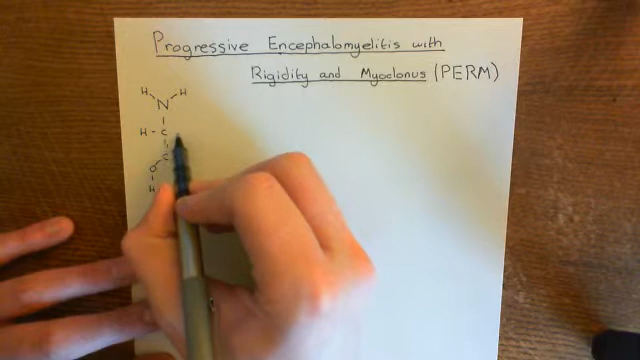 Progressive Encephalomyelitis with
Rigidity and Myoclonus (PERM)
H H
N
H - C
C
O
H